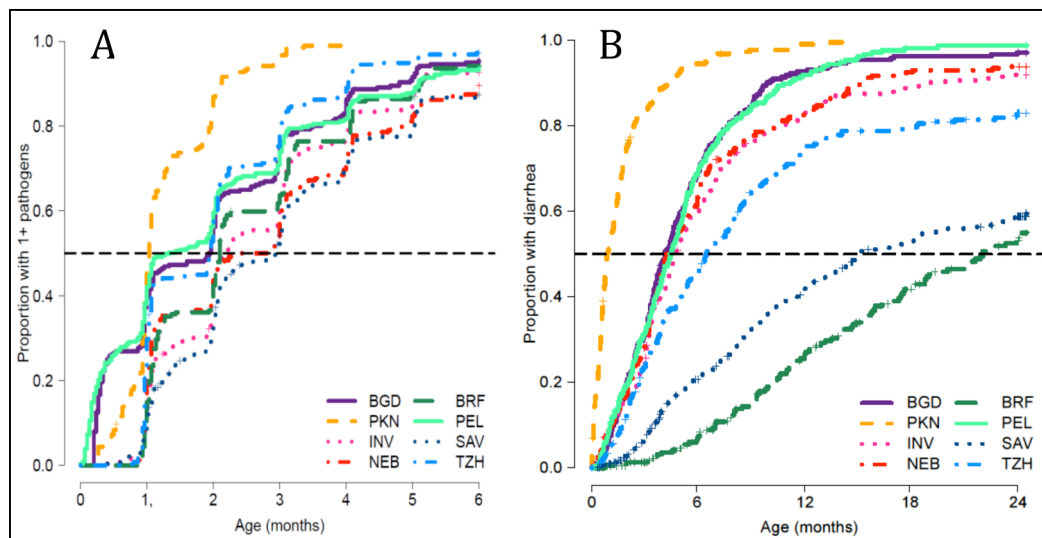 A
Proportion with 1+ pathogens
1.0
0.8
0.6
0.4
0.2
0.0
BGD BRF
PKN PEL
INV SAV
NEB TZH
0 1, 2 3 4 5 6
Age (months)
B
Proportion with diarrhea
1.0
0.8
0.6
0.4
0.2
0.0
BGD BRF
PKN PEL
INV SAV
NEB TZH
0 6 12 18 24
Age (months)